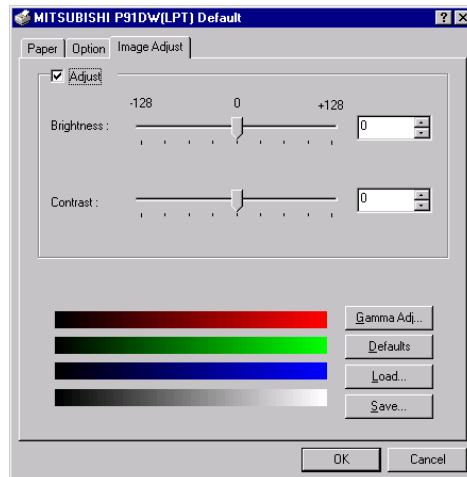 MITSUBISHI P91DW(LPT) Default
Paper Option Image Adjust
Adjust
-128 0 +128
Brightness : 0
Contrast : 0
Gamma Adj...
Defaults
Load...
Save...
OK Cancel